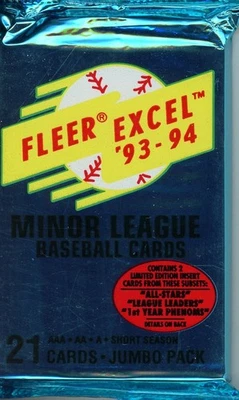 FLEER® EXCEL™
'93-94
MINOR LEAGUE
BASEBALL CARDS
CONTAINS 2
LIMITED EDITION INSERT
CARDS FROM THESE SUBSETS:
"ALL-STARS"
"LEAGUE LEADERS"
"1st YEAR PHENOMS"
DETAILS ON BACK
AAA • AA • A • SHORT SEASON
21 CARDS • JUMBO PACK